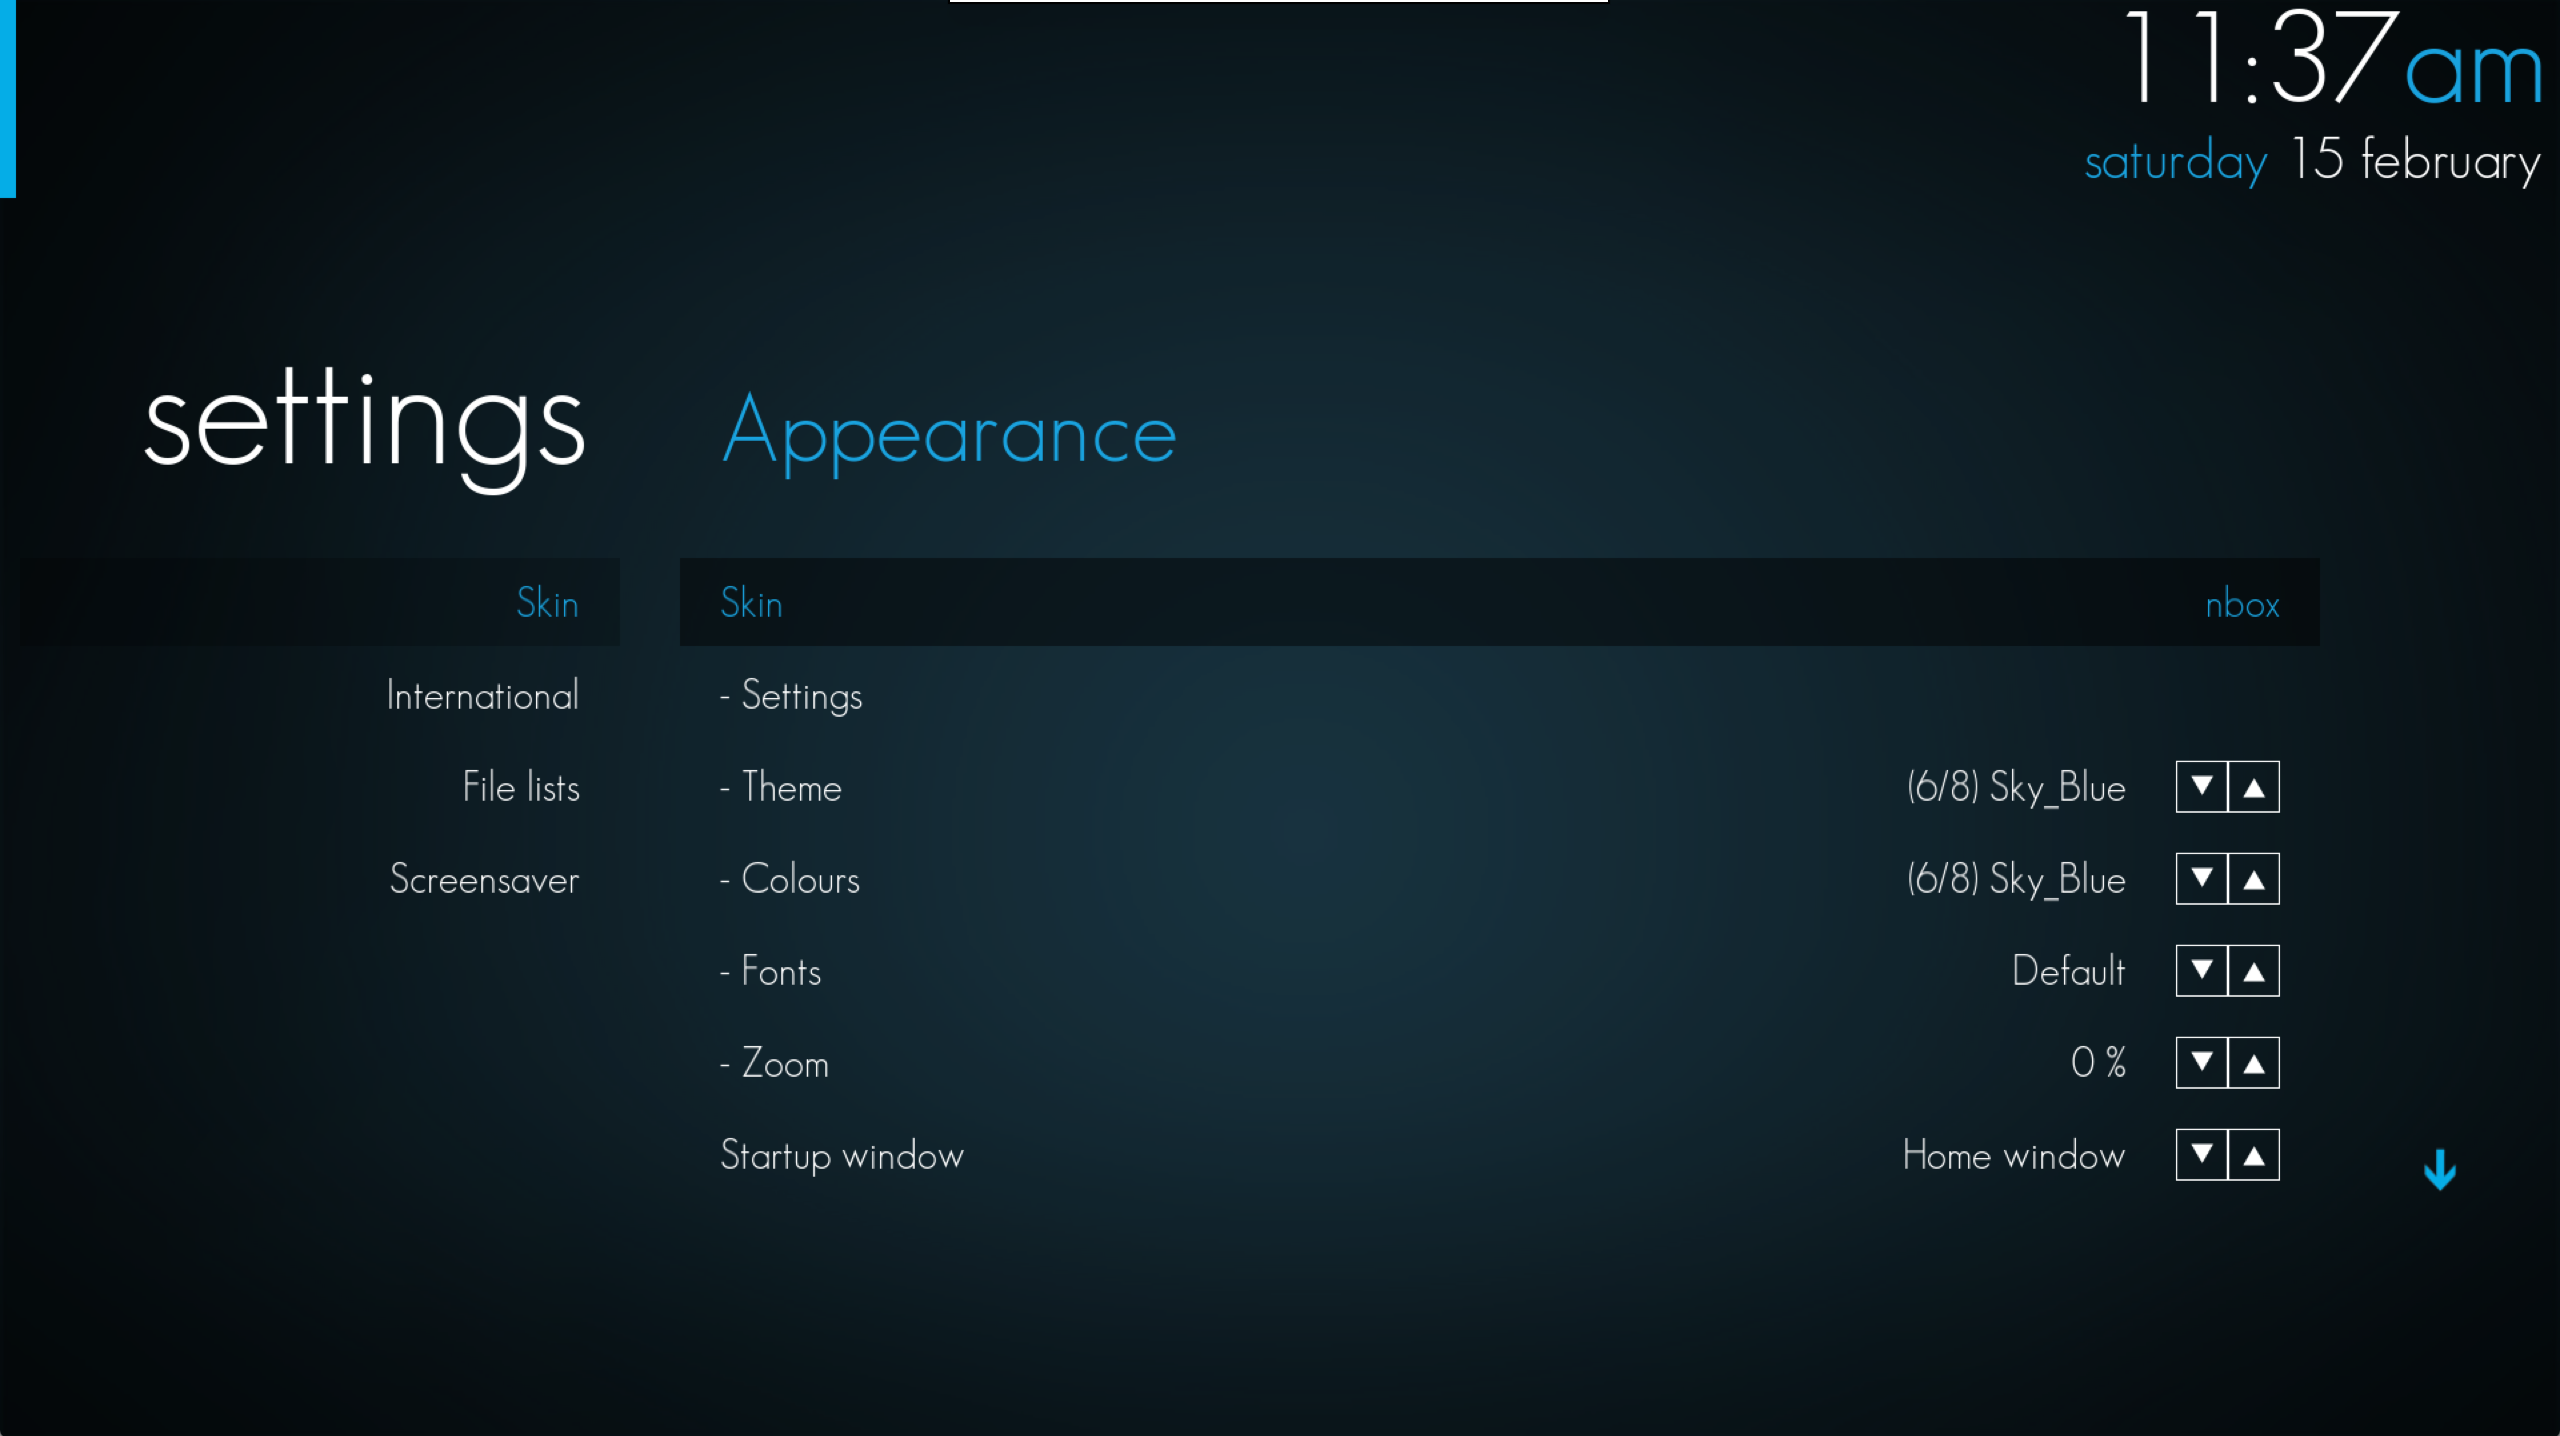 11:37am
saturday 15 february
settings Appearance
Skin
International
File lists
Screensaver
Skin nbox
- Settings
- Theme (6/8) Sky_Blue
- Colours (6/8) Sky_Blue
- Fonts Default
- Zoom 0 %
Startup window Home window